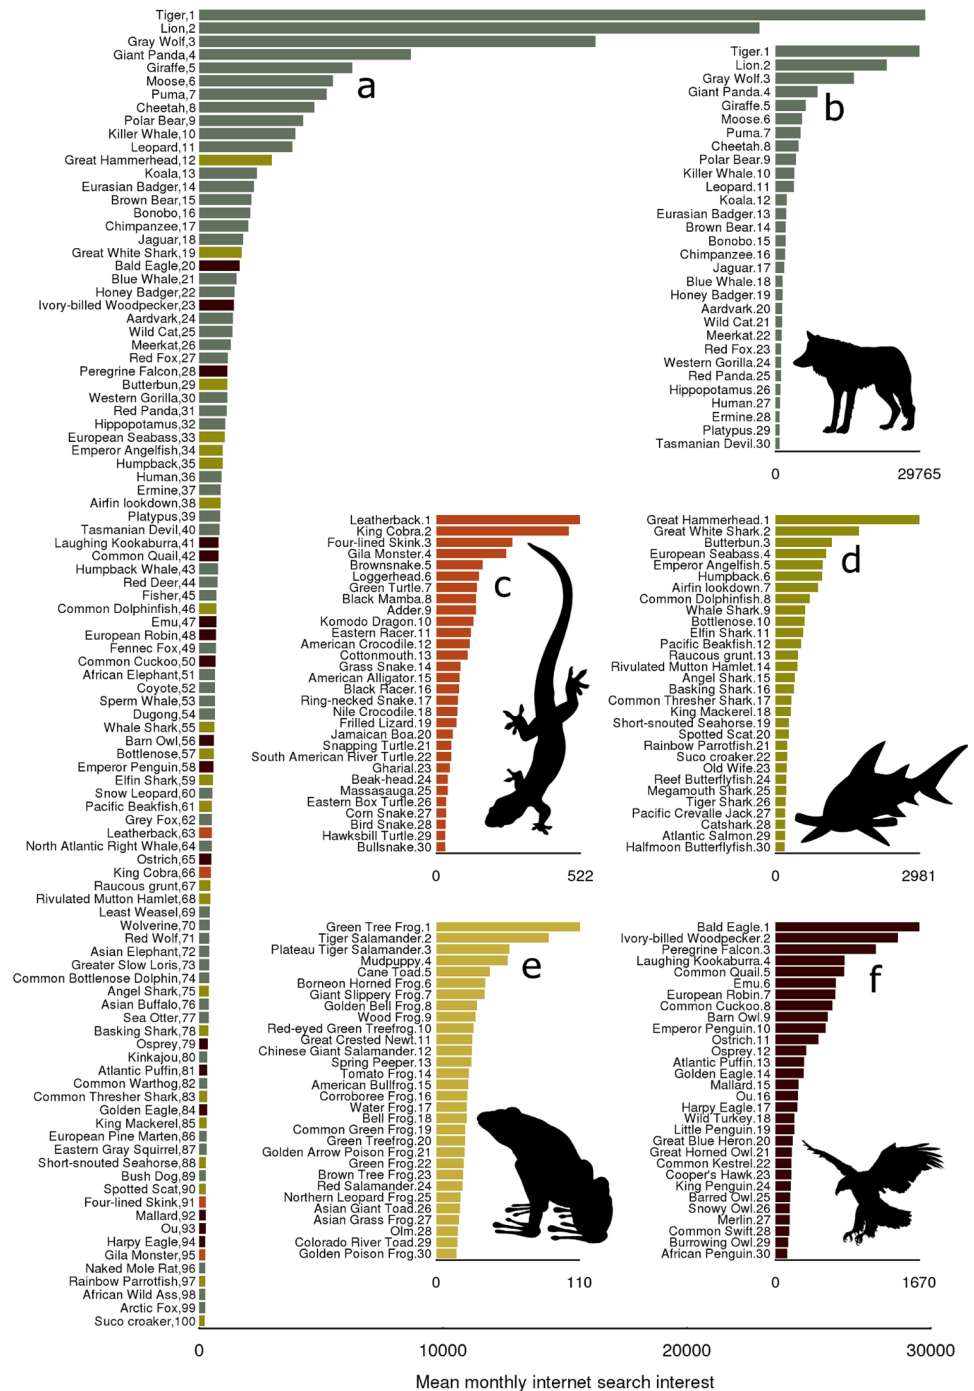 Tiger,1
Lion,2
Gray Wolf,3
Giant Panda,4
Giraffe,5
Moose,6
Puma,7
Cheetah,8
Polar Bear,9
Killer Whale,10
Leopard,11
Great Hammerhead,12
Koala,13
Eurasian Badger,14
Brown Bear,15
Bonobo,16
Chimpanzee,17
Jaguar,18
Great White Shark,19
Bald Eagle,20
Blue Whale,21
Honey Badger,22
Ivory-billed Woodpecker,23
Aardvark,24
Wild Cat,25
Meerkat,26
Red Fox,27
Peregrine Falcon,28
Butterbun,29
Western Gorilla,30
Red Panda,31
Hippopotamus,32
European Seabass,33
Emperor Angelfish,34
Humpback,35
Human,36
Ermine,37
Airfin lookdown,38
Platypus,39
Tasmanian Devil,40
Laughing Kookaburra,41
Common Quail,42
Humpback Whale,43
Red Deer,44
Fisher,45
Common Dolphinfish,46
Emu,47
European Robin,48
Fennec Fox,49
Common Cuckoo,50
African Elephant,51
Coyote,52
Sperm Whale,53
Dugong,54
Whale Shark,55
Barn Owl,56
Bottlenose,57
Emperor Penguin,58
Elfin Shark,59
Snow Leopard,60
Pacific Beakfish,61
Grey Fox,62
Leatherback,63
North Atlantic Right Whale,64
Ostrich,65
King Cobra,66
Raucous grunt,67
Rivulated Mutton Hamlet,68
Least Weasel,69
Wolverine,70
Red Wolf,71
Asian Elephant,72
Greater Slow Loris,73
Common Bottlenose Dolphin,74
Angel Shark,75
Asian Buffalo,76
Sea Otter,77
Basking Shark,78
Osprey,79
Kinkajou,80
Atlantic Puffin,81
Common Warthog,82
Common Thresher Shark,83
Golden Eagle,84
King Mackerel,85
European Pine Marten,86
Eastern Gray Squirrel,87
Short-snouted Seahorse,88
Bush Dog,89
Spotted Scat,90
Four-lined Skink,91
Mallard,92
Ou,93
Harpy Eagle,94
Gila Monster,95
Naked Mole Rat,96
Rainbow Parrotfish,97
African Wild Ass,98
Arctic Fox,99
Suco croaker,100
0
10000
20000
30000
Mean monthly internet search interest
a
Tiger.1
Lion.2
Gray Wolf.3
Giant Panda.4
Giraffe.5
Moose.6
Puma.7
Cheetah.8
Polar Bear.9
Killer Whale.10
Leopard.11
Koala.12
Eurasian Badger.13
Brown Bear.14
Bonobo.15
Chimpanzee.16
Jaguar.17
Blue Whale.18
Honey Badger.19
Aardvark.20
Wild Cat.21
Meerkat.22
Red Fox.23
Western Gorilla.24
Red Panda.25
Hippopotamus.26
Human.27
Ermine.28
Platypus.29
Tasmanian Devil.30
0
29765
b
Leatherback.1
King Cobra.2
Four-lined Skink.3
Gila Monster.4
Brownsnake.5
Loggerhead.6
Green Turtle.7
Black Mamba.8
Adder.9
Komodo Dragon.10
Eastern Racer.11
American Crocodile.12
Cottonmouth.13
Grass Snake.14
American Alligator.15
Black Racer.16
Ring-necked Snake.17
Nile Crocodile.18
Frilled Lizard.19
Jamaican Boa.20
Snapping Turtle.21
South American River Turtle.22
Gharial.23
Beak-head.24
Massasauga.25
Eastern Box Turtle.26
Corn Snake.27
Bird Snake.28
Hawksbill Turtle.29
Bullsnake.30
0
522
c
Great Hammerhead.1
Great White Shark.2
Butterbun.3
European Seabass.4
Emperor Angelfish.5
Humpback.6
Airfin lookdown.7
Common Dolphinfish.8
Whale Shark.9
Bottlenose.10
Elfin Shark.11
Pacific Beakfish.12
Raucous grunt.13
Rivulated Mutton Hamlet.14
Angel Shark.15
Basking Shark.16
Common Thresher Shark.17
King Mackerel.18
Short-snouted Seahorse.19
Spotted Scat.20
Rainbow Parrotfish.21
Suco croaker.22
Old Wife.23
Reef Butterflyfish.24
Megamouth Shark.25
Tiger Shark.26
Pacific Crevalle Jack.27
Catshark.28
Atlantic Salmon.29
Halfmoon Butterflyfish.30
0
2981
d
Green Tree Frog.1
Tiger Salamander.2
Plateau Tiger Salamander.3
Mudpuppy.4
Cane Toad.5
Borneon Horned Frog.6
Giant Slippery Frog.7
Golden Bell Frog.8
Wood Frog.9
Red-eyed Green Treefrog.10
Great Crested Newt.11
Chinese Giant Salamander.12
Spring Peeper.13
Tomato Frog.14
American Bullfrog.15
Corroboree Frog.16
Water Frog.17
Bell Frog.18
Common Green Frog.19
Green Treefrog.20
Golden Arrow Poison Frog.21
Green Frog.22
Brown Tree Frog.23
Red Salamander.24
Northern Leopard Frog.25
Asian Giant Toad.26
Asian Grass Frog.27
Olm.28
Colorado River Toad.29
Golden Poison Frog.30
0
110
e
Bald Eagle.1
Ivory-billed Woodpecker.2
Peregrine Falcon.3
Laughing Kookaburra.4
Common Quail.5
Emu.6
European Robin.7
Common Cuckoo.8
Barn Owl.9
Emperor Penguin.10
Ostrich.11
Osprey.12
Atlantic Puffin.13
Golden Eagle.14
Mallard.15
Ou.16
Harpy Eagle.17
Wild Turkey.18
Little Penguin.19
Great Blue Heron.20
Great Horned Owl.21
Common Kestrel.22
Cooper's Hawk.23
King Penguin.24
Barred Owl.25
Snowy Owl.26
Merlin.27
Common Swift.28
Burrowing Owl.29
African Penguin.30
0
1670
f